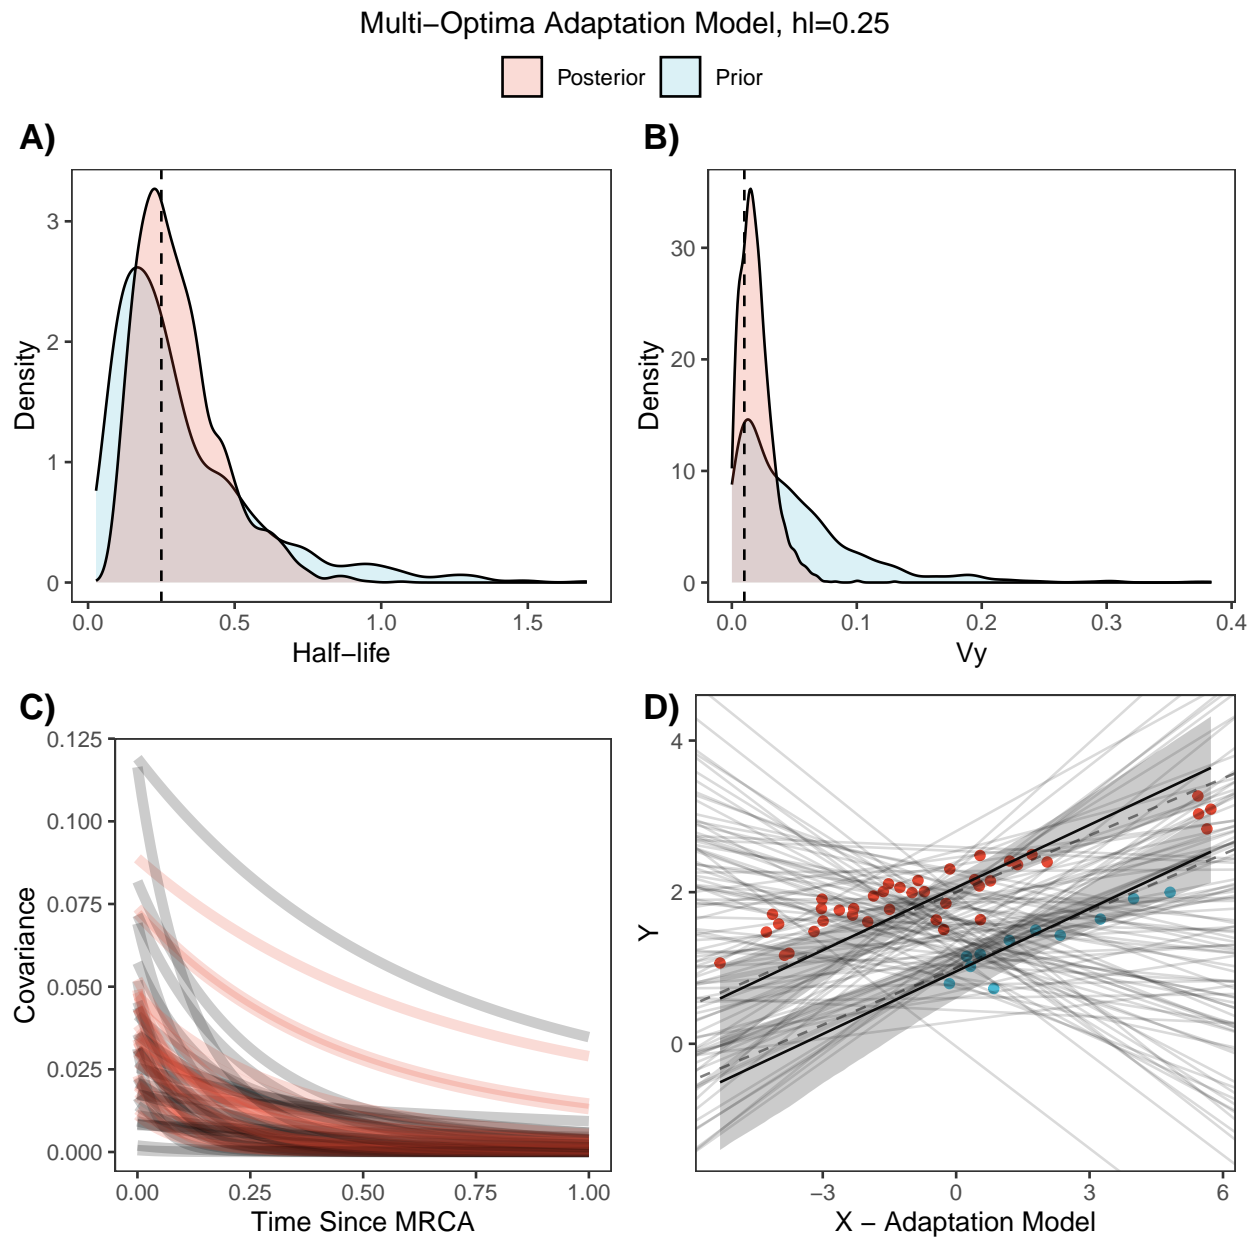 Multi−Optima Adaptation Model, hl=0.25
Posterior Prior
A)
3
2
1
0
Density
0.0 0.5 1.0 1.5
Half−life
B)
30
20
10
0
Density
0.0 0.1 0.2 0.3 0.4
Vy
C)
0.125
0.100
0.075
0.050
0.025
0.000
Covariance
0.00 0.25 0.50 0.75 1.00
Time Since MRCA
D)
4
2
0
Y
−3 0 3 6
X − Adaptation Model